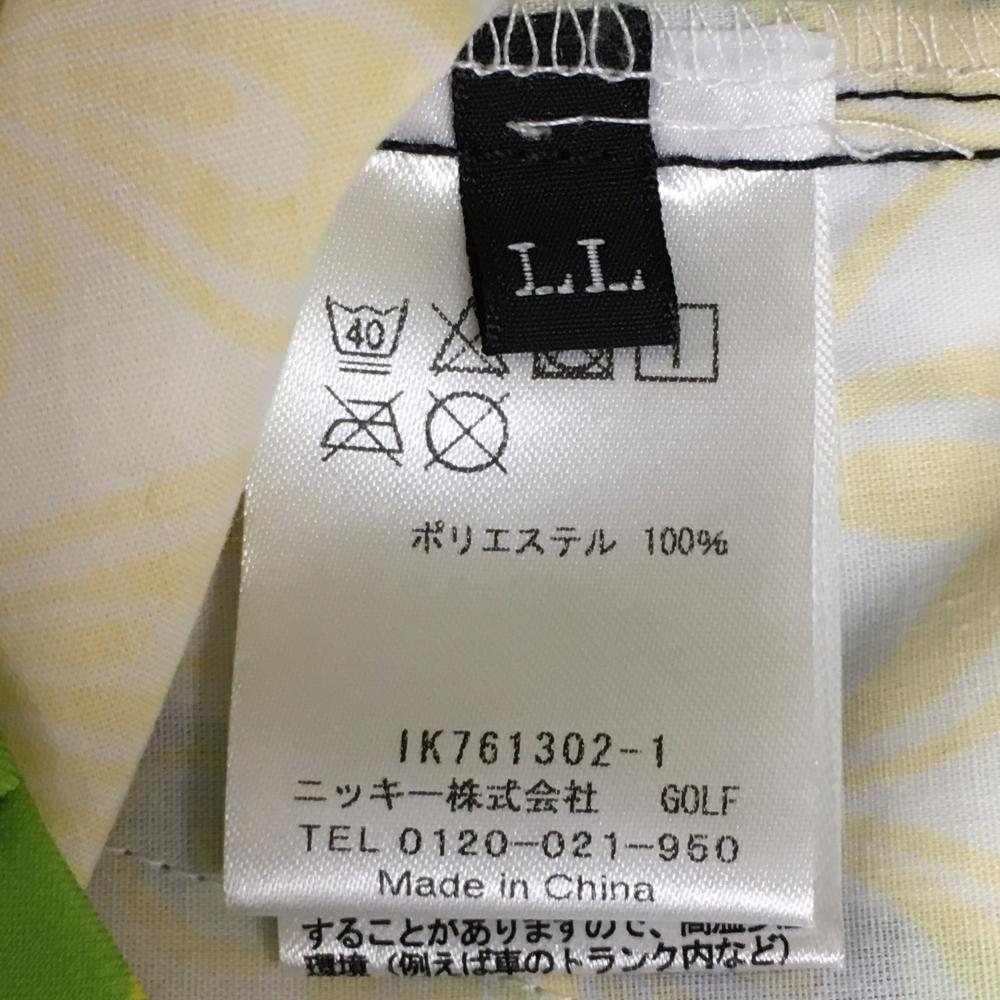 LL
40
ポリエステル 100%
IK761302-1
ニッキー株式会社 GOLF
TEL 0120-021-950
Made in China
することがありますので、高温
環境(例えば車のトランク内など)